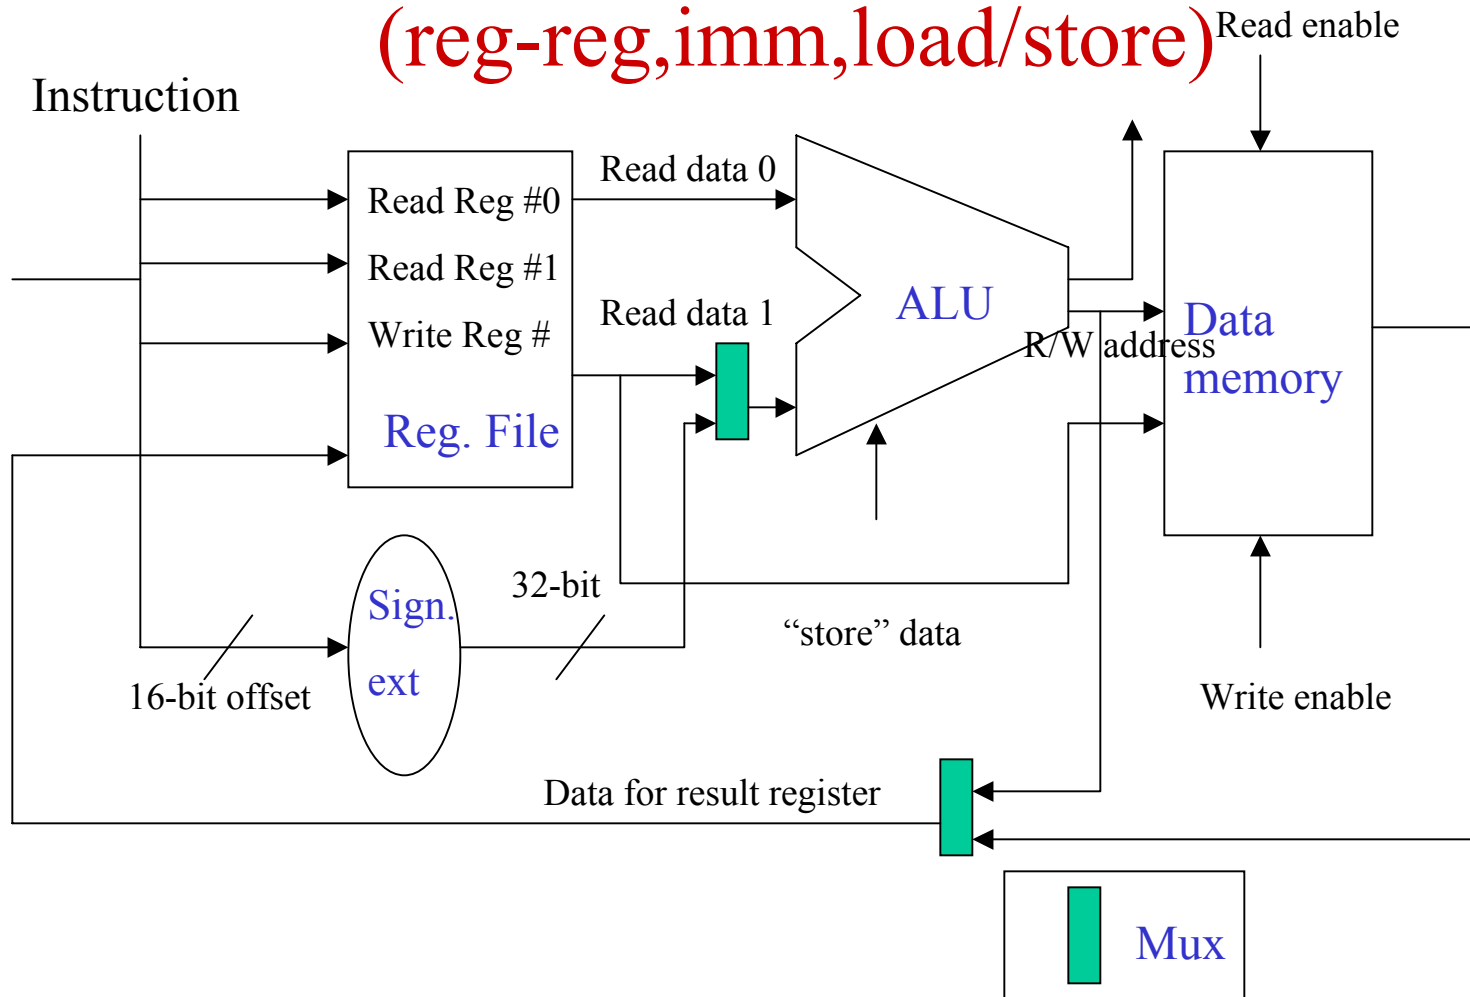 (reg-reg,imm,load/store)
Read enable
Instruction
Read data 0
Read Reg #0
Read Reg #1
Write Reg #
Reg. File
Read data 1
ALU
R/W address
Data
memory
32-bit
Sign.
ext
16-bit offset
“store” data
Write enable
Data for result register
Mux